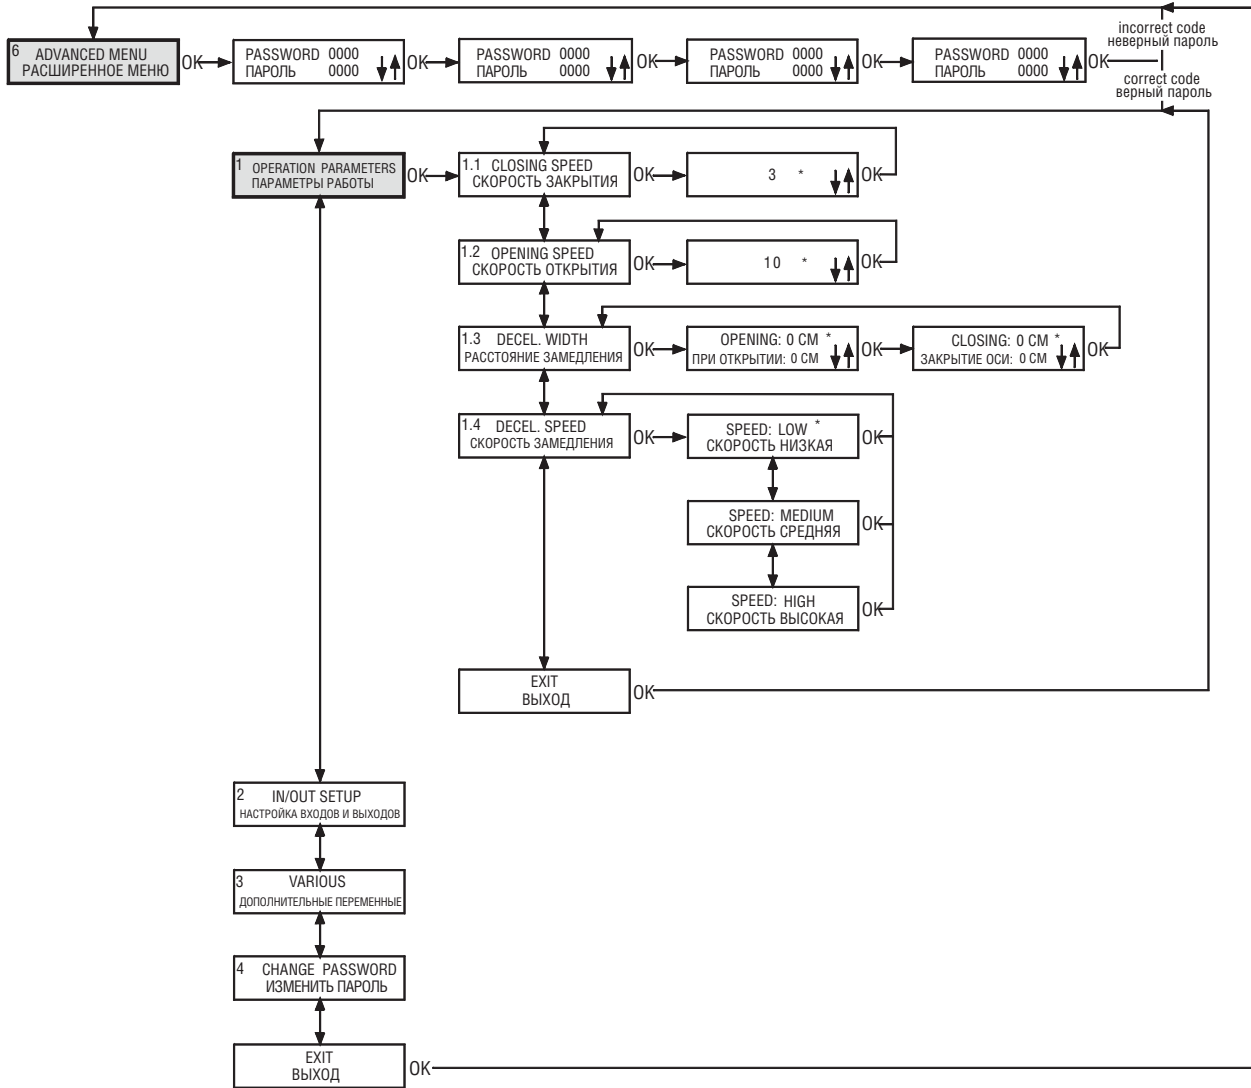 6 ADVANCED MENU
РАСШИРЕННОЕ МЕНЮ
OK
PASSWORD 0000
ПАРОЛЬ 0000
OK
PASSWORD 0000
ПАРОЛЬ 0000
OK
PASSWORD 0000
ПАРОЛЬ 0000
OK
PASSWORD 0000
ПАРОЛЬ 0000
OK
incorrect code
неверный пароль
correct code
верный пароль
1 OPERATION PARAMETERS
ПАРАМЕТРЫ РАБОТЫ
OK
1.1 CLOSING SPEED
СКОРОСТЬ ЗАКРЫТИЯ
OK
3 *
OK
1.2 OPENING SPEED
СКОРОСТЬ ОТКРЫТИЯ
OK
10 *
OK
1.3 DECEL. WIDTH
РАССТОЯНИЕ ЗАМЕДЛЕНИЯ
OK
OPENING: 0 CM *
ПРИ ОТКРЫТИИ: 0 CM
OK
CLOSING: 0 CM *
ЗАКРЫТИЕ ОСИ: 0 CM
OK
1.4 DECEL. SPEED
СКОРОСТЬ ЗАМЕДЛЕНИЯ
OK
SPEED: LOW *
СКОРОСТЬ НИЗКАЯ
OK
SPEED: MEDIUM
СКОРОСТЬ СРЕДНЯЯ
OK
SPEED: HIGH
СКОРОСТЬ ВЫСОКАЯ
OK
EXIT
ВЫХОД
OK
2 IN/OUT SETUP
НАСТРОЙКА ВХОДОВ И ВЫХОДОВ
3 VARIOUS
ДОПОЛНИТЕЛЬНЫЕ ПЕРЕМЕННЫЕ
4 CHANGE PASSWORD
ИЗМЕНИТЬ ПАРОЛЬ
EXIT
ВЫХОД
OK